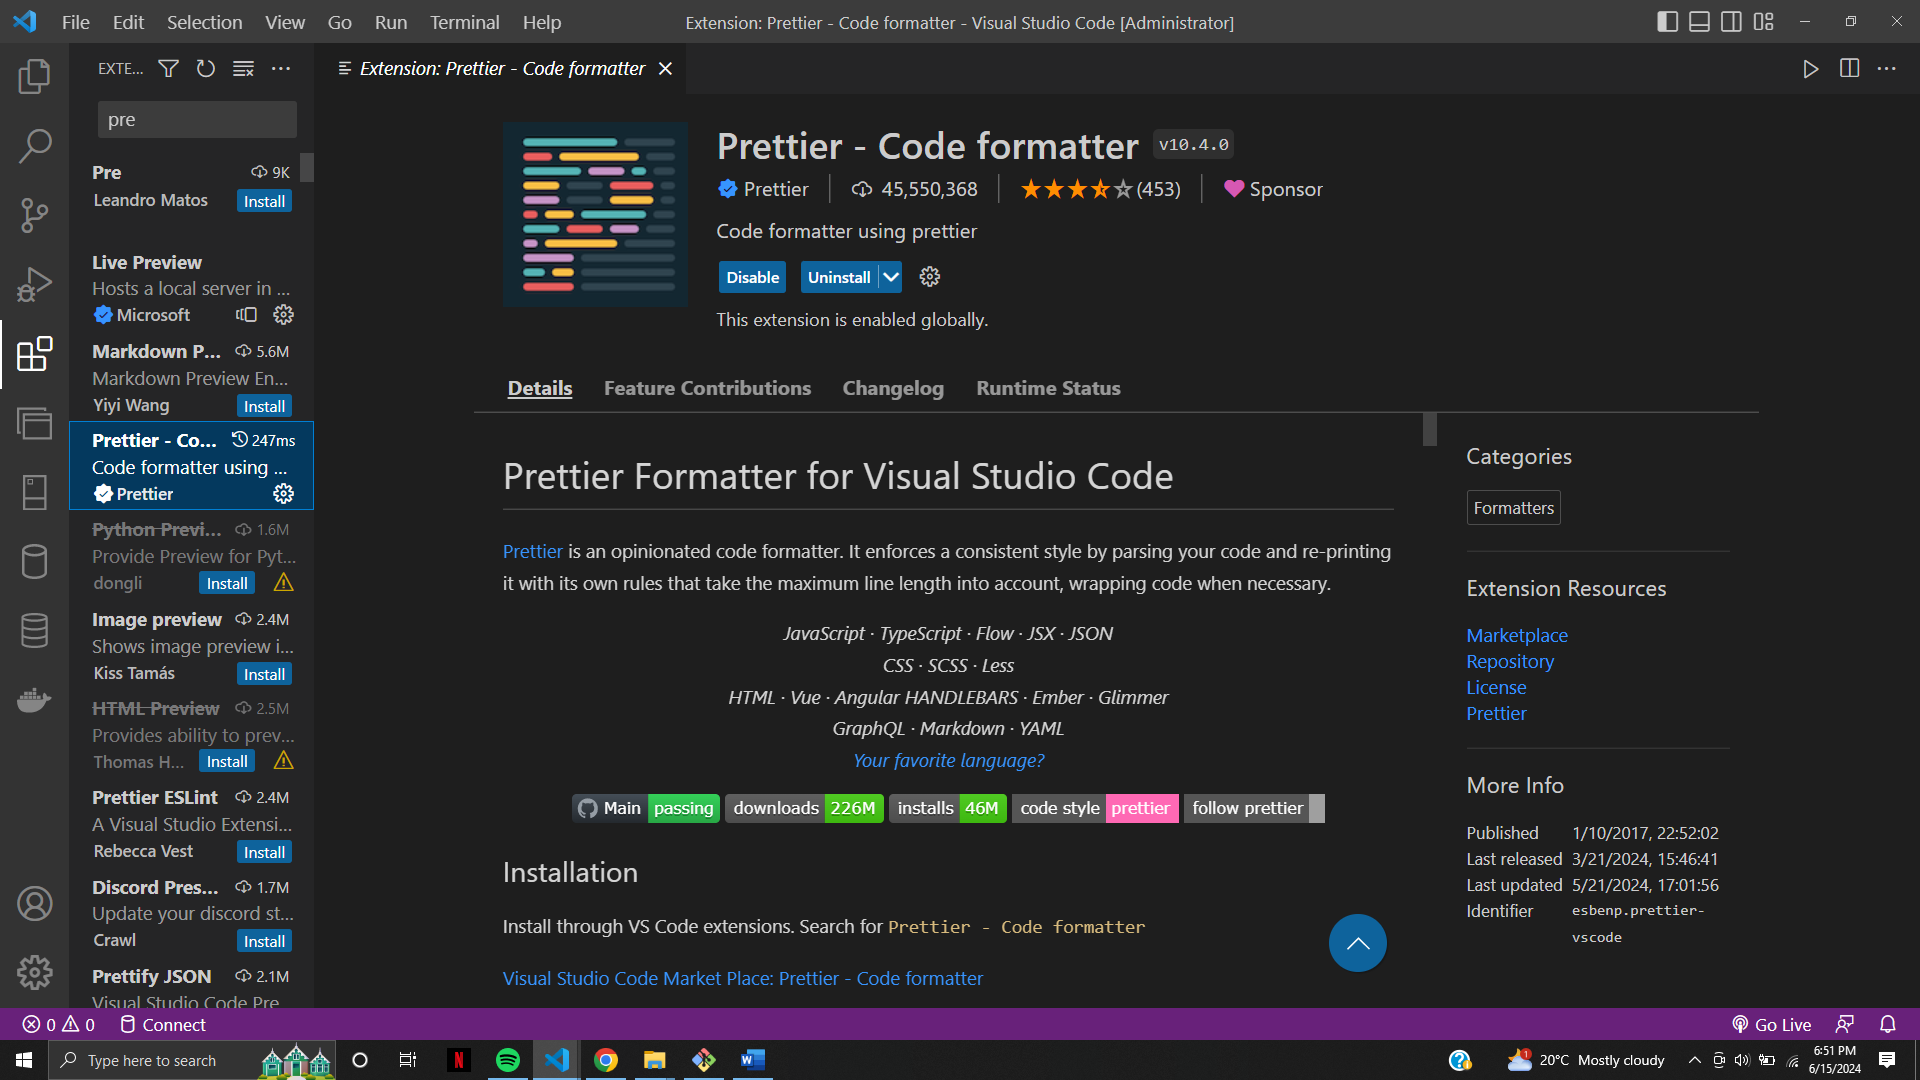 File Edit Selection View Go Run Terminal Help
Extension: Prettier - Code formatter - Visual Studio Code [Administrator]
EXTE...
Extension: Prettier - Code formatter
pre
Pre 9K
Leandro Matos Install
Live Preview
Hosts a local server in ...
Microsoft
Markdown P... 5.6M
Markdown Preview En...
Yiyi Wang Install
Prettier - Co... 247ms
Code formatter using ...
Prettier
Python Previ... 1.6M
Provide Preview for Pyt...
dongli Install
Image preview 2.4M
Shows image preview i...
Kiss Tamás Install
HTML Preview 2.5M
Provides ability to prev...
Thomas H... Install
Prettier ESLint 2.4M
A Visual Studio Extensi...
Rebecca Vest Install
Discord Pres... 1.7M
Update your discord st...
Crawl Install
Prettify JSON 2.1M
Visual Studio Code Pre
Prettier - Code formatter v10.4.0
Prettier 45,550,368 (453) Sponsor
Code formatter using prettier
Disable Uninstall
This extension is enabled globally.
Details Feature Contributions Changelog Runtime Status
Prettier Formatter for Visual Studio Code
Prettier is an opinionated code formatter. It enforces a consistent style by parsing your code and re-printing
it with its own rules that take the maximum line length into account, wrapping code when necessary.
JavaScript · TypeScript · Flow · JSX · JSON
CSS · SCSS · Less
HTML · Vue · Angular HANDLEBARS · Ember · Glimmer
GraphQL · Markdown · YAML
Your favorite language?
Main passing downloads 226M installs 46M code style prettier follow prettier
Installation
Install through VS Code extensions. Search for Prettier - Code formatter
Visual Studio Code Market Place: Prettier - Code formatter
Categories
Formatters
Extension Resources
Marketplace
Repository
License
Prettier
More Info
Published 1/10/2017, 22:52:02
Last released 3/21/2024, 15:46:41
Last updated 5/21/2024, 17:01:56
Identifier esbenp.prettier-
vscode
0 0 Connect
Go Live
Type here to search
N
W
1
20°C Mostly cloudy
6:51 PM
6/15/2024